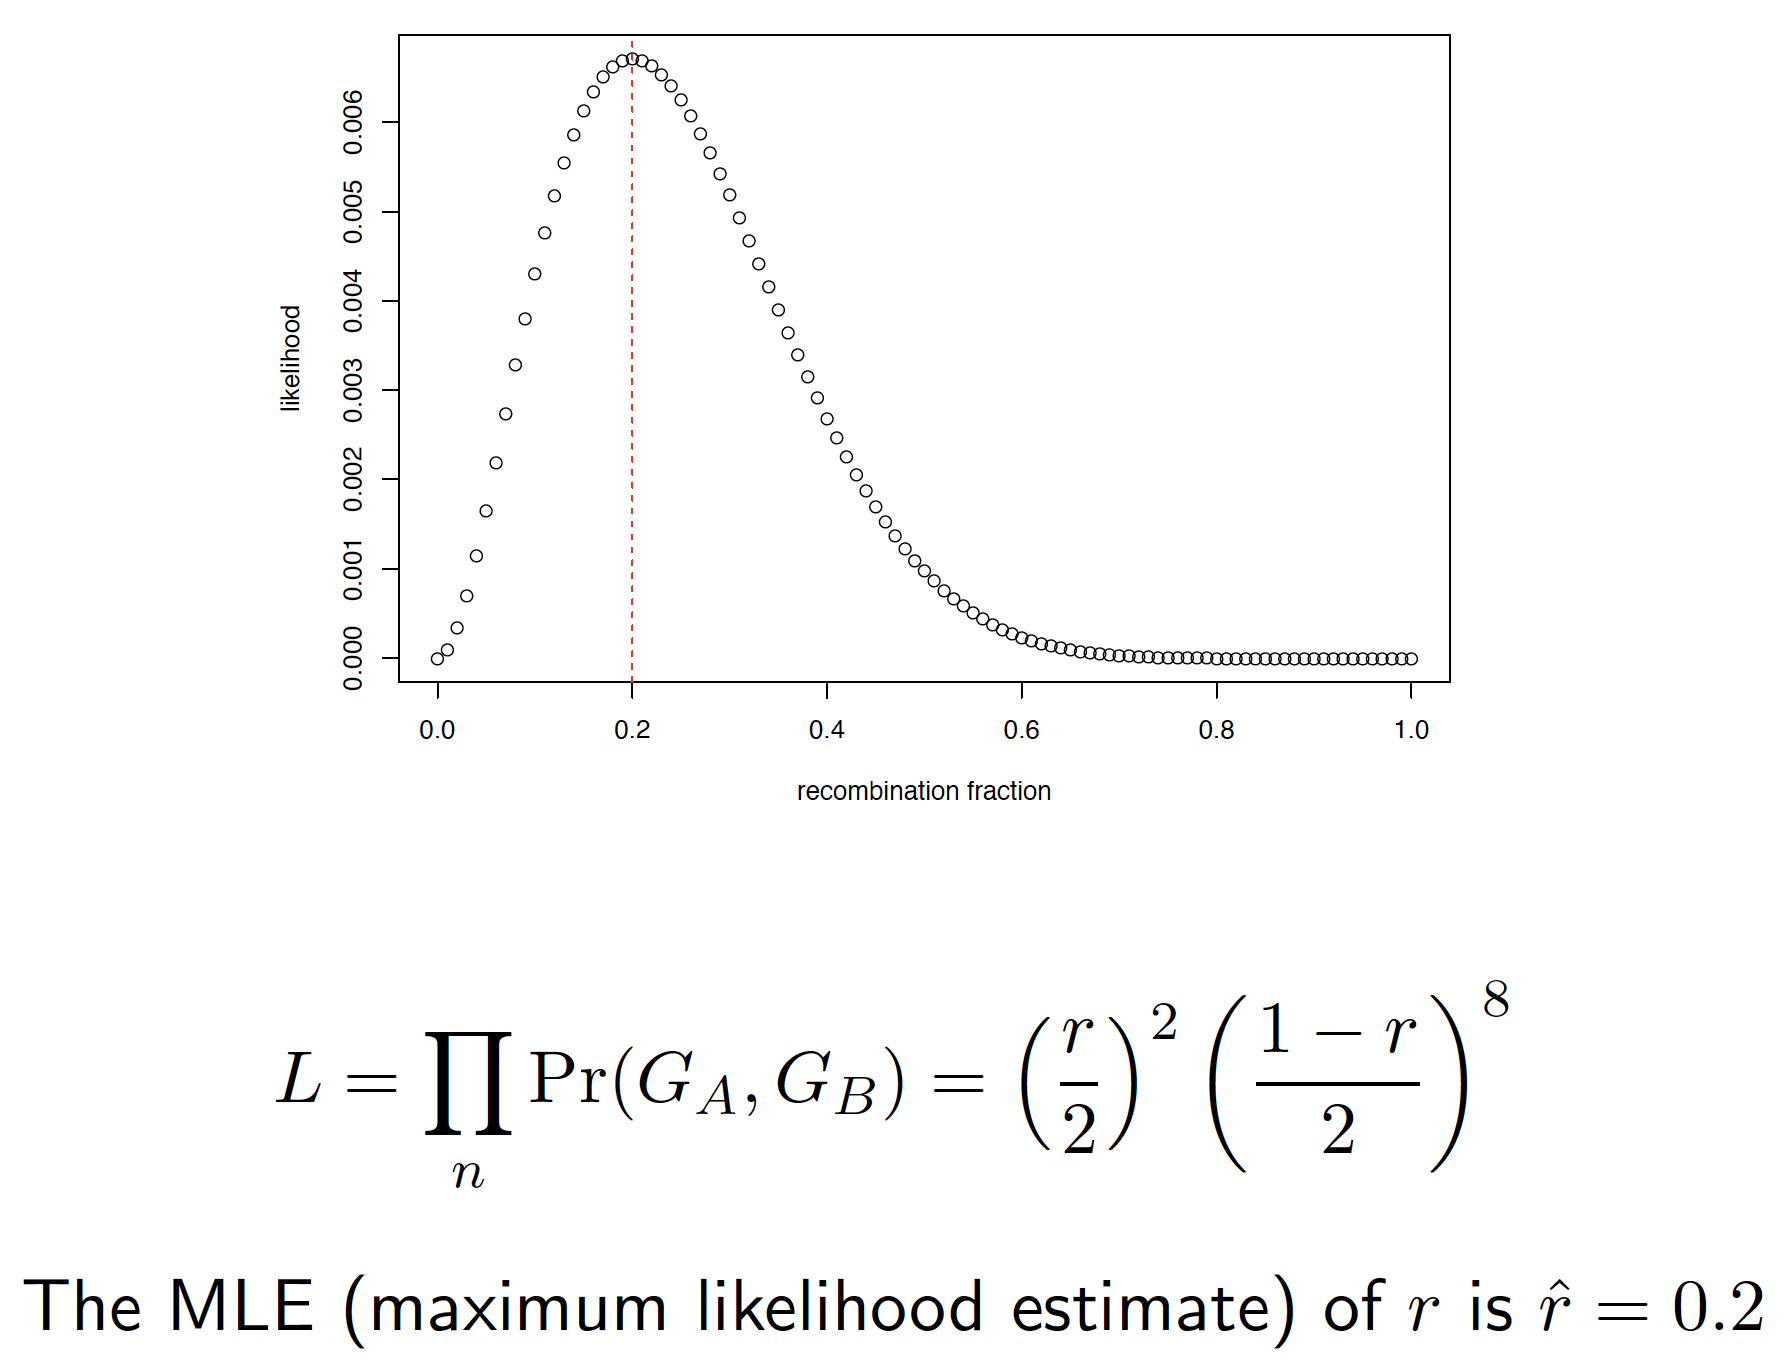 0.006
0.005
0.004
0.003
0.002
0.001
0.000
likelihood
0.0 0.2 0.4 0.6 0.8 1.0
recombination fraction
L = ∏_n Pr(G_A, G_B) = (r/2)^2 ((1 − r)/2)^8
The MLE (maximum likelihood estimate) of r is r̂ = 0.2